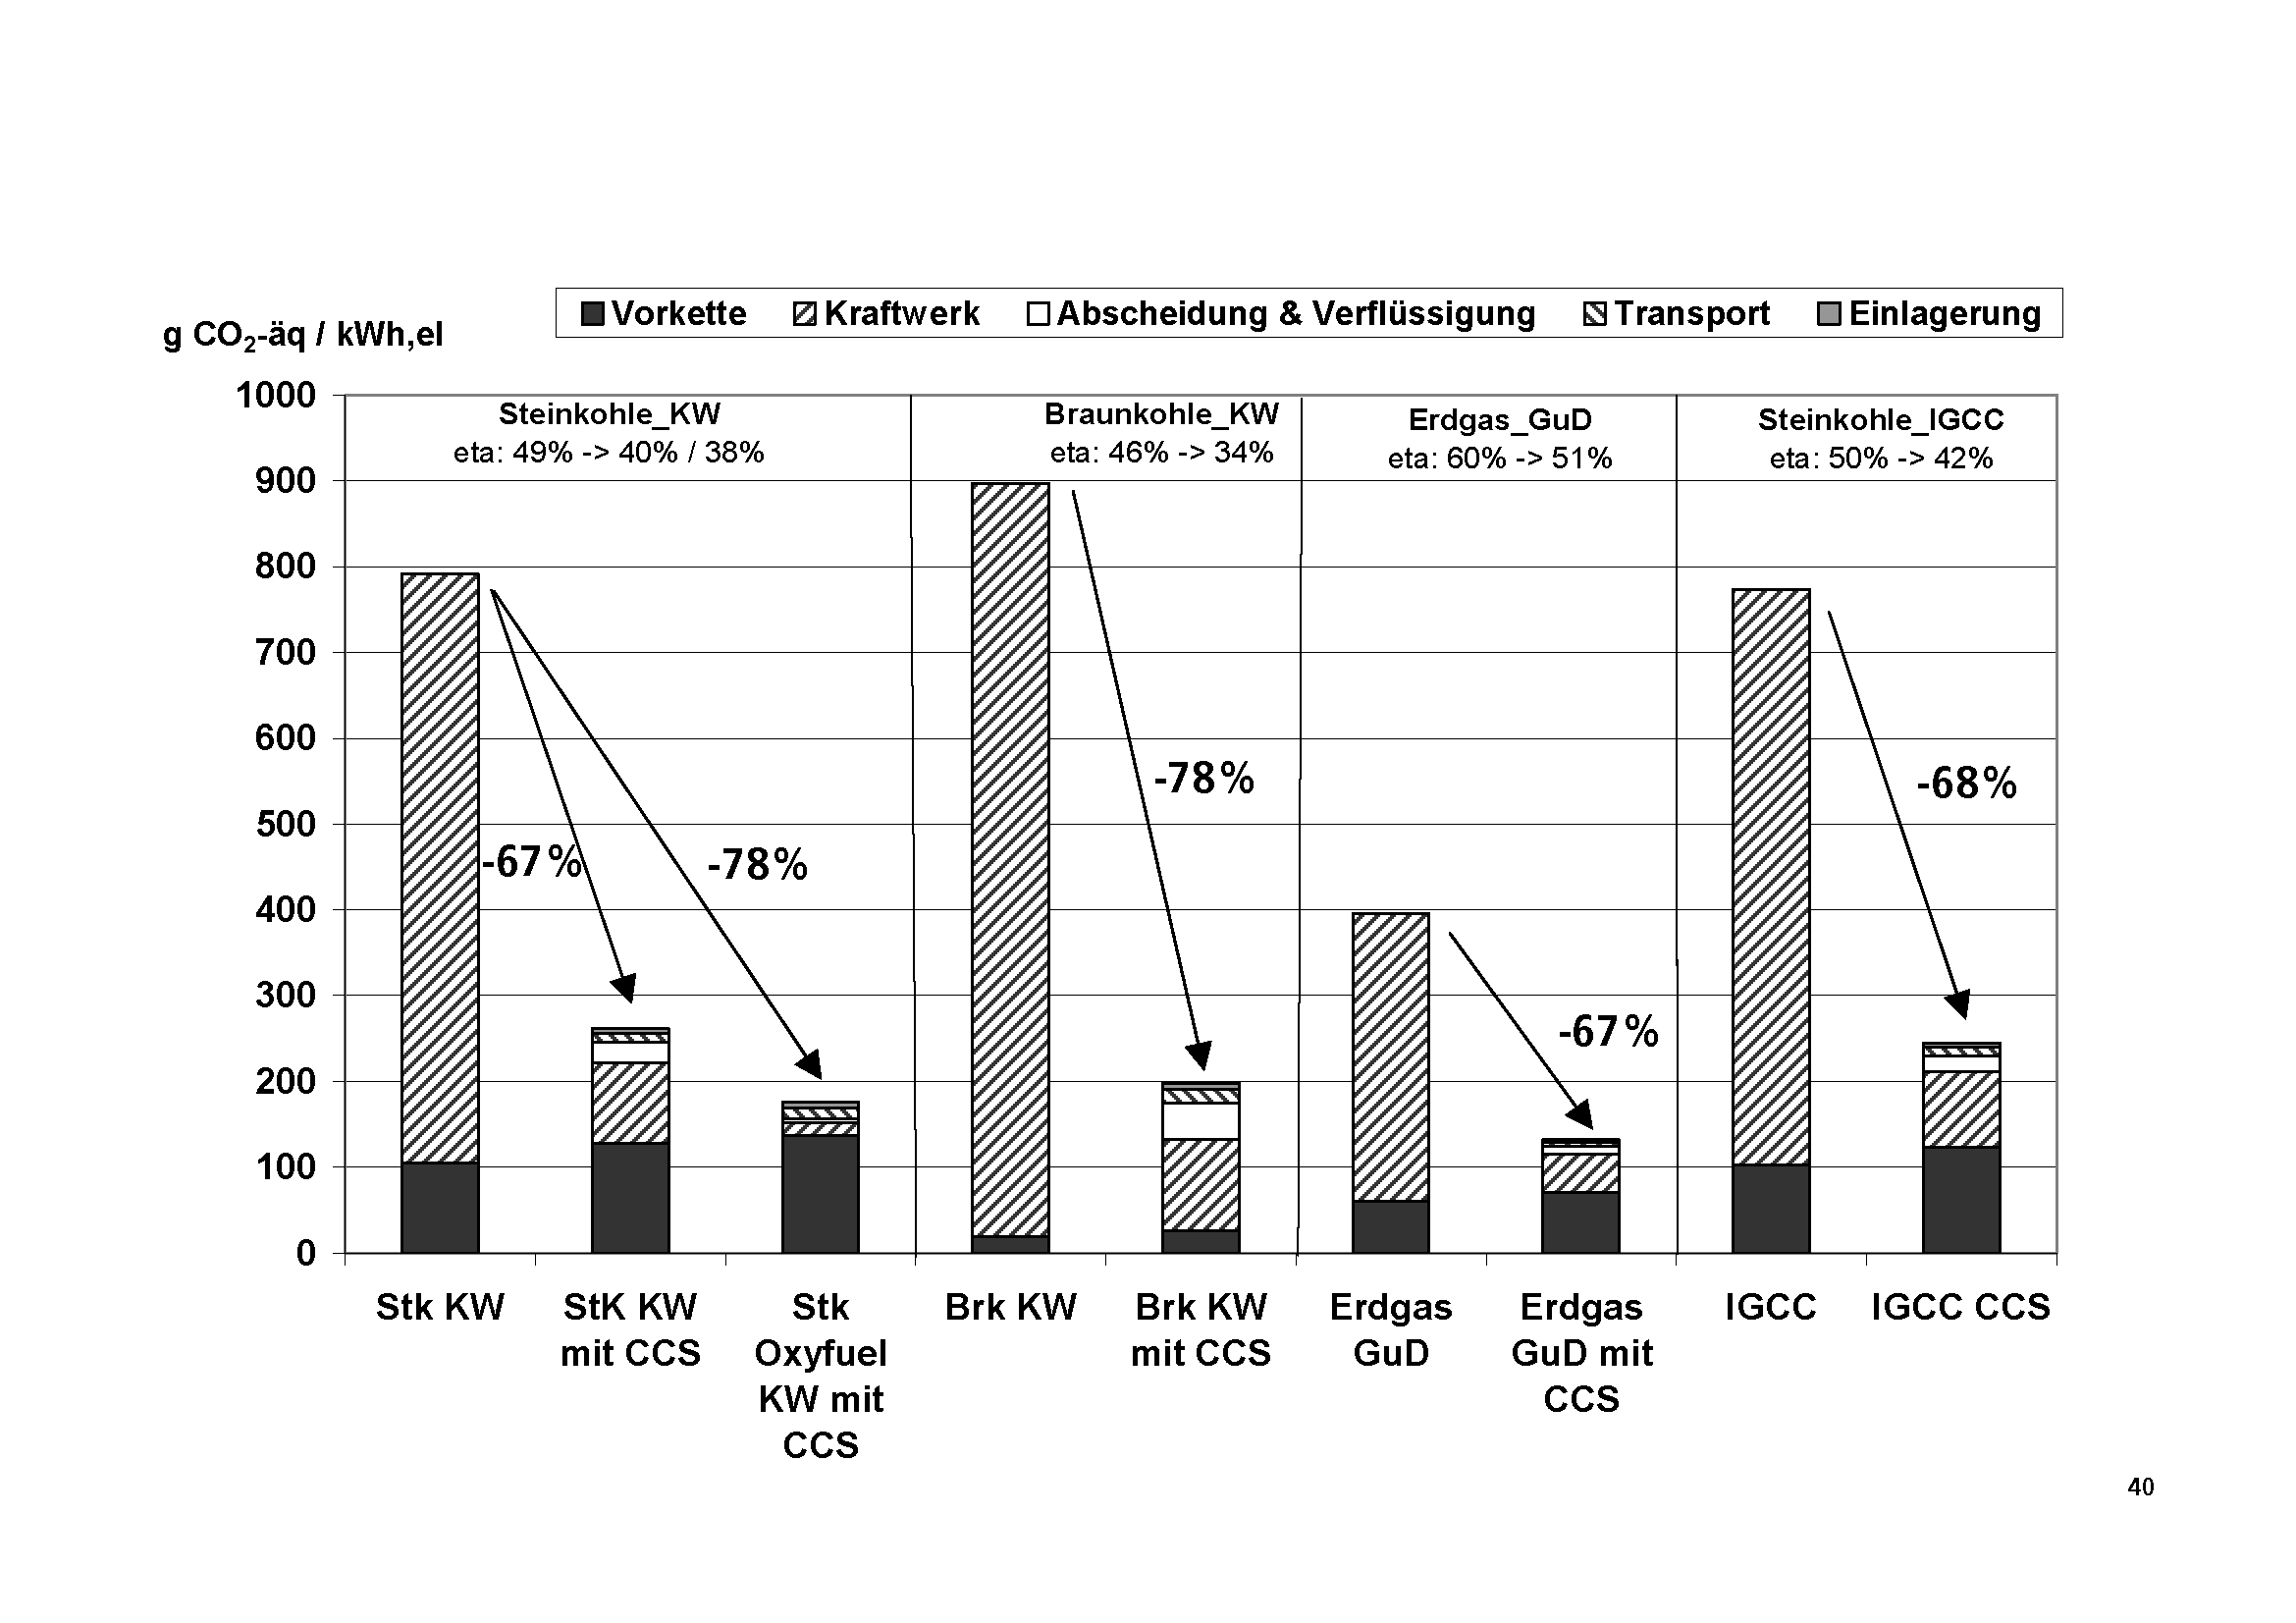 Vorkette Kraftwerk Abscheidung & Verflüssigung Transport Einlagerung
g CO₂-äq / kWh,el
1000
900
800
700
600
500
400
300
200
100
0
Steinkohle_KW
eta: 49% -> 40% / 38%
Braunkohle_KW
eta: 46% -> 34%
Erdgas_GuD
eta: 60% -> 51%
Steinkohle_IGCC
eta: 50% -> 42%
-67%
-78%
-78%
-67%
-68%
Stk KW
StK KW
mit CCS
Stk
Oxyfuel
KW mit
CCS
Brk KW
Brk KW
mit CCS
Erdgas
GuD
Erdgas
GuD mit
CCS
IGCC
IGCC CCS
40